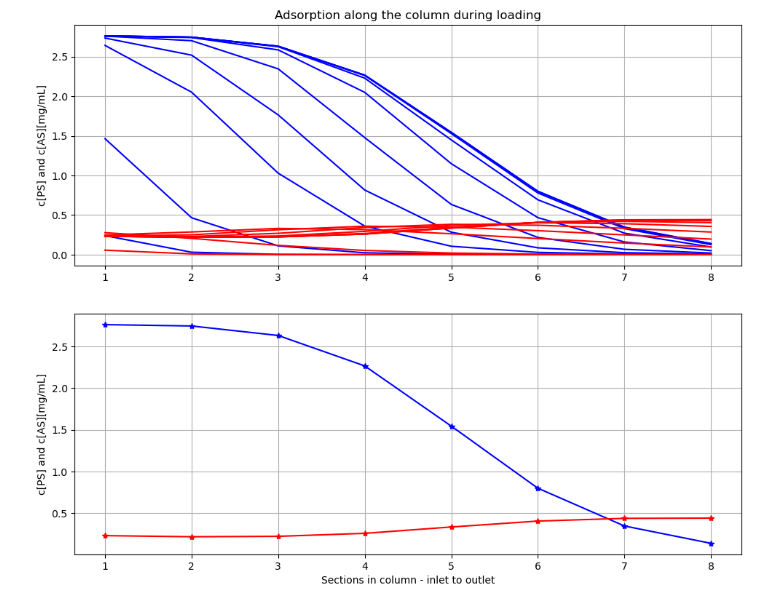 Adsorption along the column during loading
c[PS] and c[AS][mg/mL]
2.5
2.0
1.5
1.0
0.5
0.0
1 2 3 4 5 6 7 8
c[PS] and c[AS][mg/mL]
2.5
2.0
1.5
1.0
0.5
1 2 3 4 5 6 7 8
Sections in column - inlet to outlet